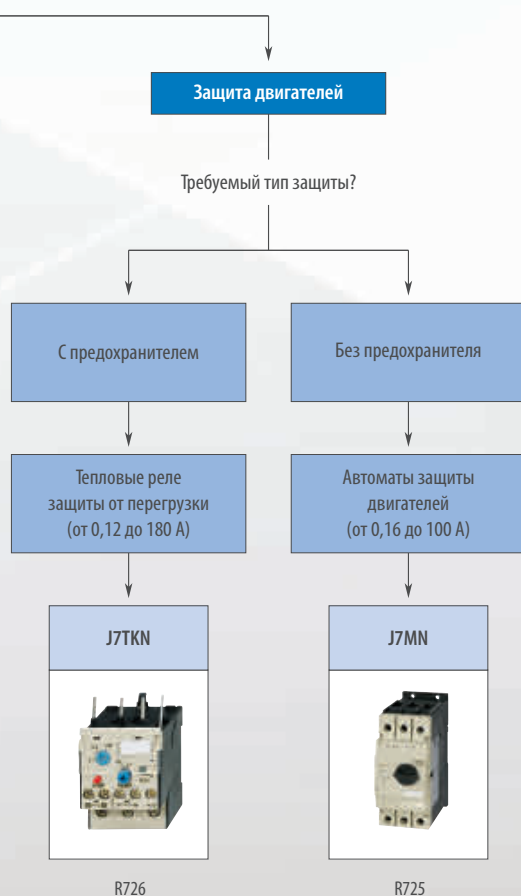 Защита двигателей
Требуемый тип защиты?
С предохранителем
Без предохранителя
Тепловые реле
защиты от перегрузки
(от 0,12 до 180 А)
Автоматы защиты
двигателей
(от 0,16 до 100 А)
J7TKN
J7MN
R726
R725